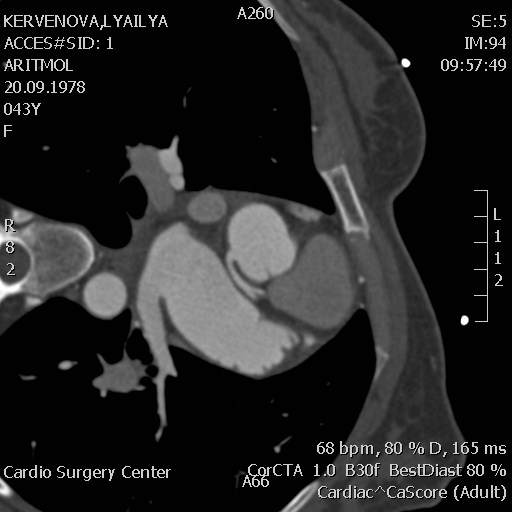 KERVENOVA,LYAILYA
ACCES#SID: 1
ARITMOL
20.09.1978
043Y
F
A260
SE:5
IM:94
09:57:49
R
8
2
L
1
1
2
68 bpm, 80 % D, 165 ms
CorCTA 1.0 B30f BestDiast 80 %
Cardiac^CaScore (Adult)
Cardio Surgery Center
A66